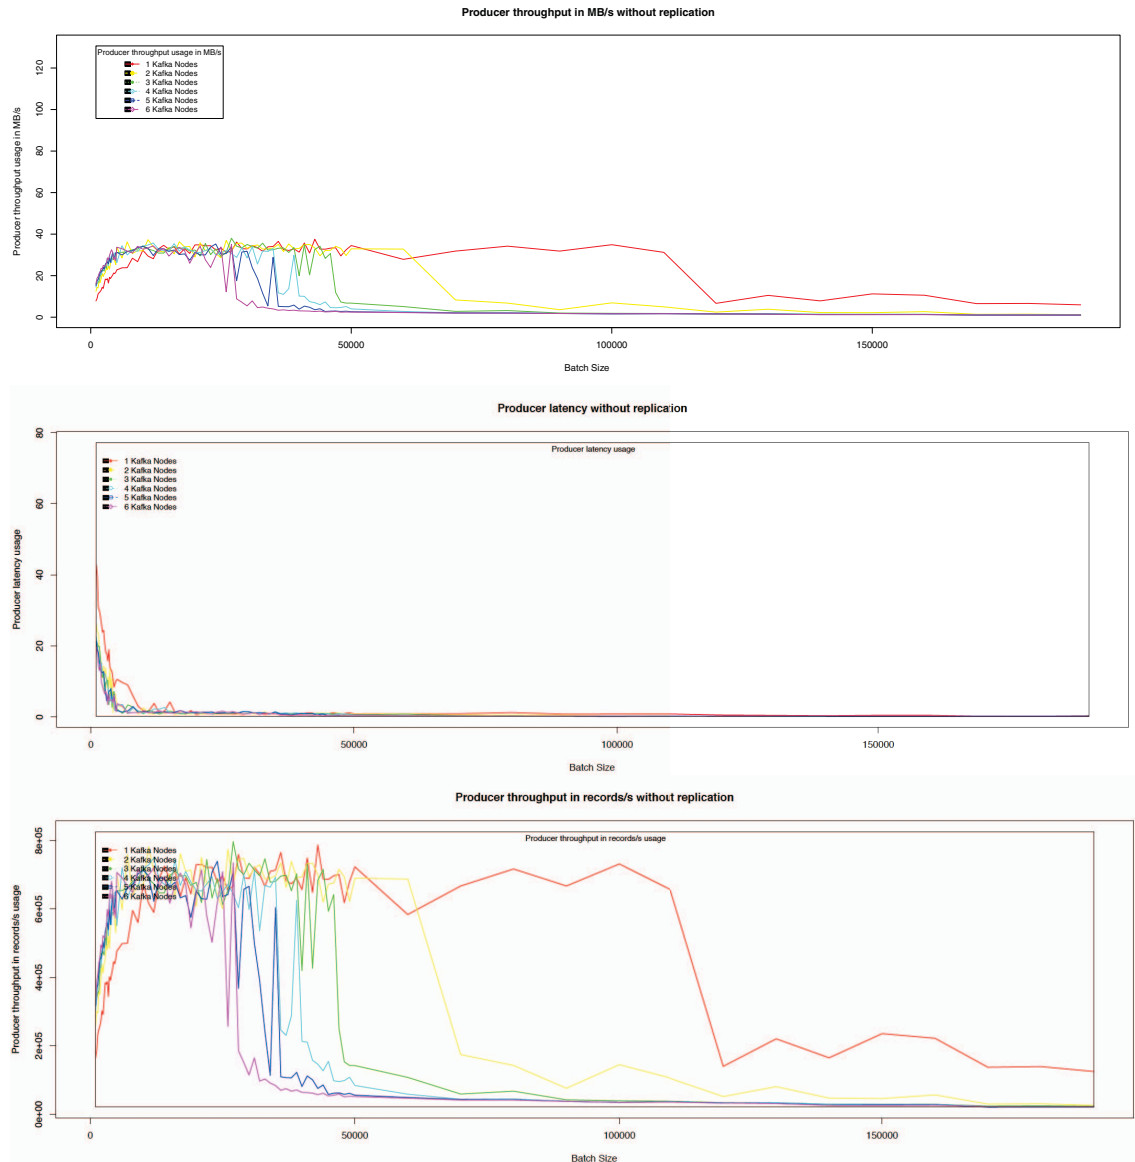 Producer throughput in MB/s without replication
Producer throughput usage in MB/s
120
100
80
60
40
20
0
Producer throughput usage in MB/s
1 Kafka Nodes
2 Kafka Nodes
3 Kafka Nodes
4 Kafka Nodes
5 Kafka Nodes
6 Kafka Nodes
0 50000 100000 150000
Batch Size
Producer latency without replication
Producer latency usage
80
60
40
20
0
Producer latency usage
1 Kafka Nodes
2 Kafka Nodes
3 Kafka Nodes
4 Kafka Nodes
5 Kafka Nodes
6 Kafka Nodes
0 50000 100000 150000
Batch Size
Producer throughput in records/s without replication
Producer throughput in records/s usage
8e+05
6e+05
4e+05
2e+05
0e+00
Producer throughput in records/s usage
1 Kafka Nodes
2 Kafka Nodes
3 Kafka Nodes
4 Kafka Nodes
5 Kafka Nodes
6 Kafka Nodes
0 50000 100000 150000
Batch Size